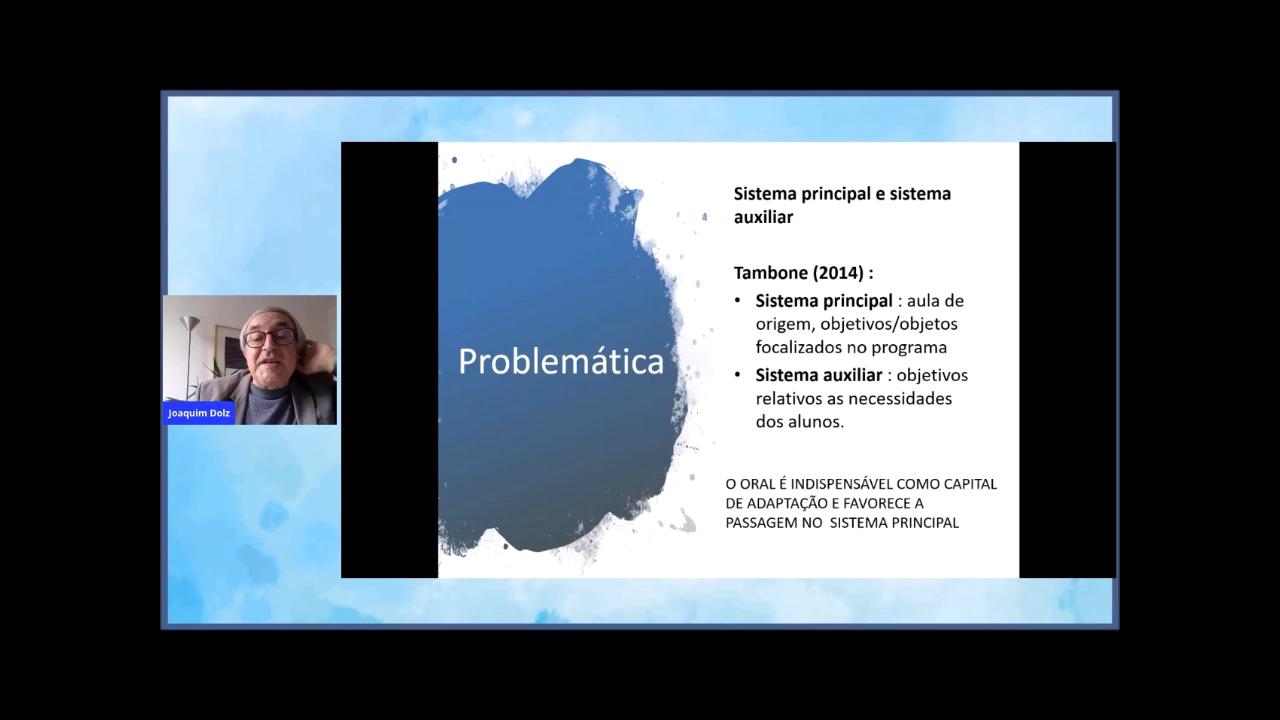 Problemática
Sistema principal e sistema
auxiliar
Tambone (2014) :
• Sistema principal : aula de
origem, objetivos/objetos
focalizados no programa
• Sistema auxiliar : objetivos
relativos as necessidades
dos alunos.
O ORAL É INDISPENSÁVEL COMO CAPITAL
DE ADAPTAÇÃO E FAVORECE A
PASSAGEM NO SISTEMA PRINCIPAL
Joaquim Dolz